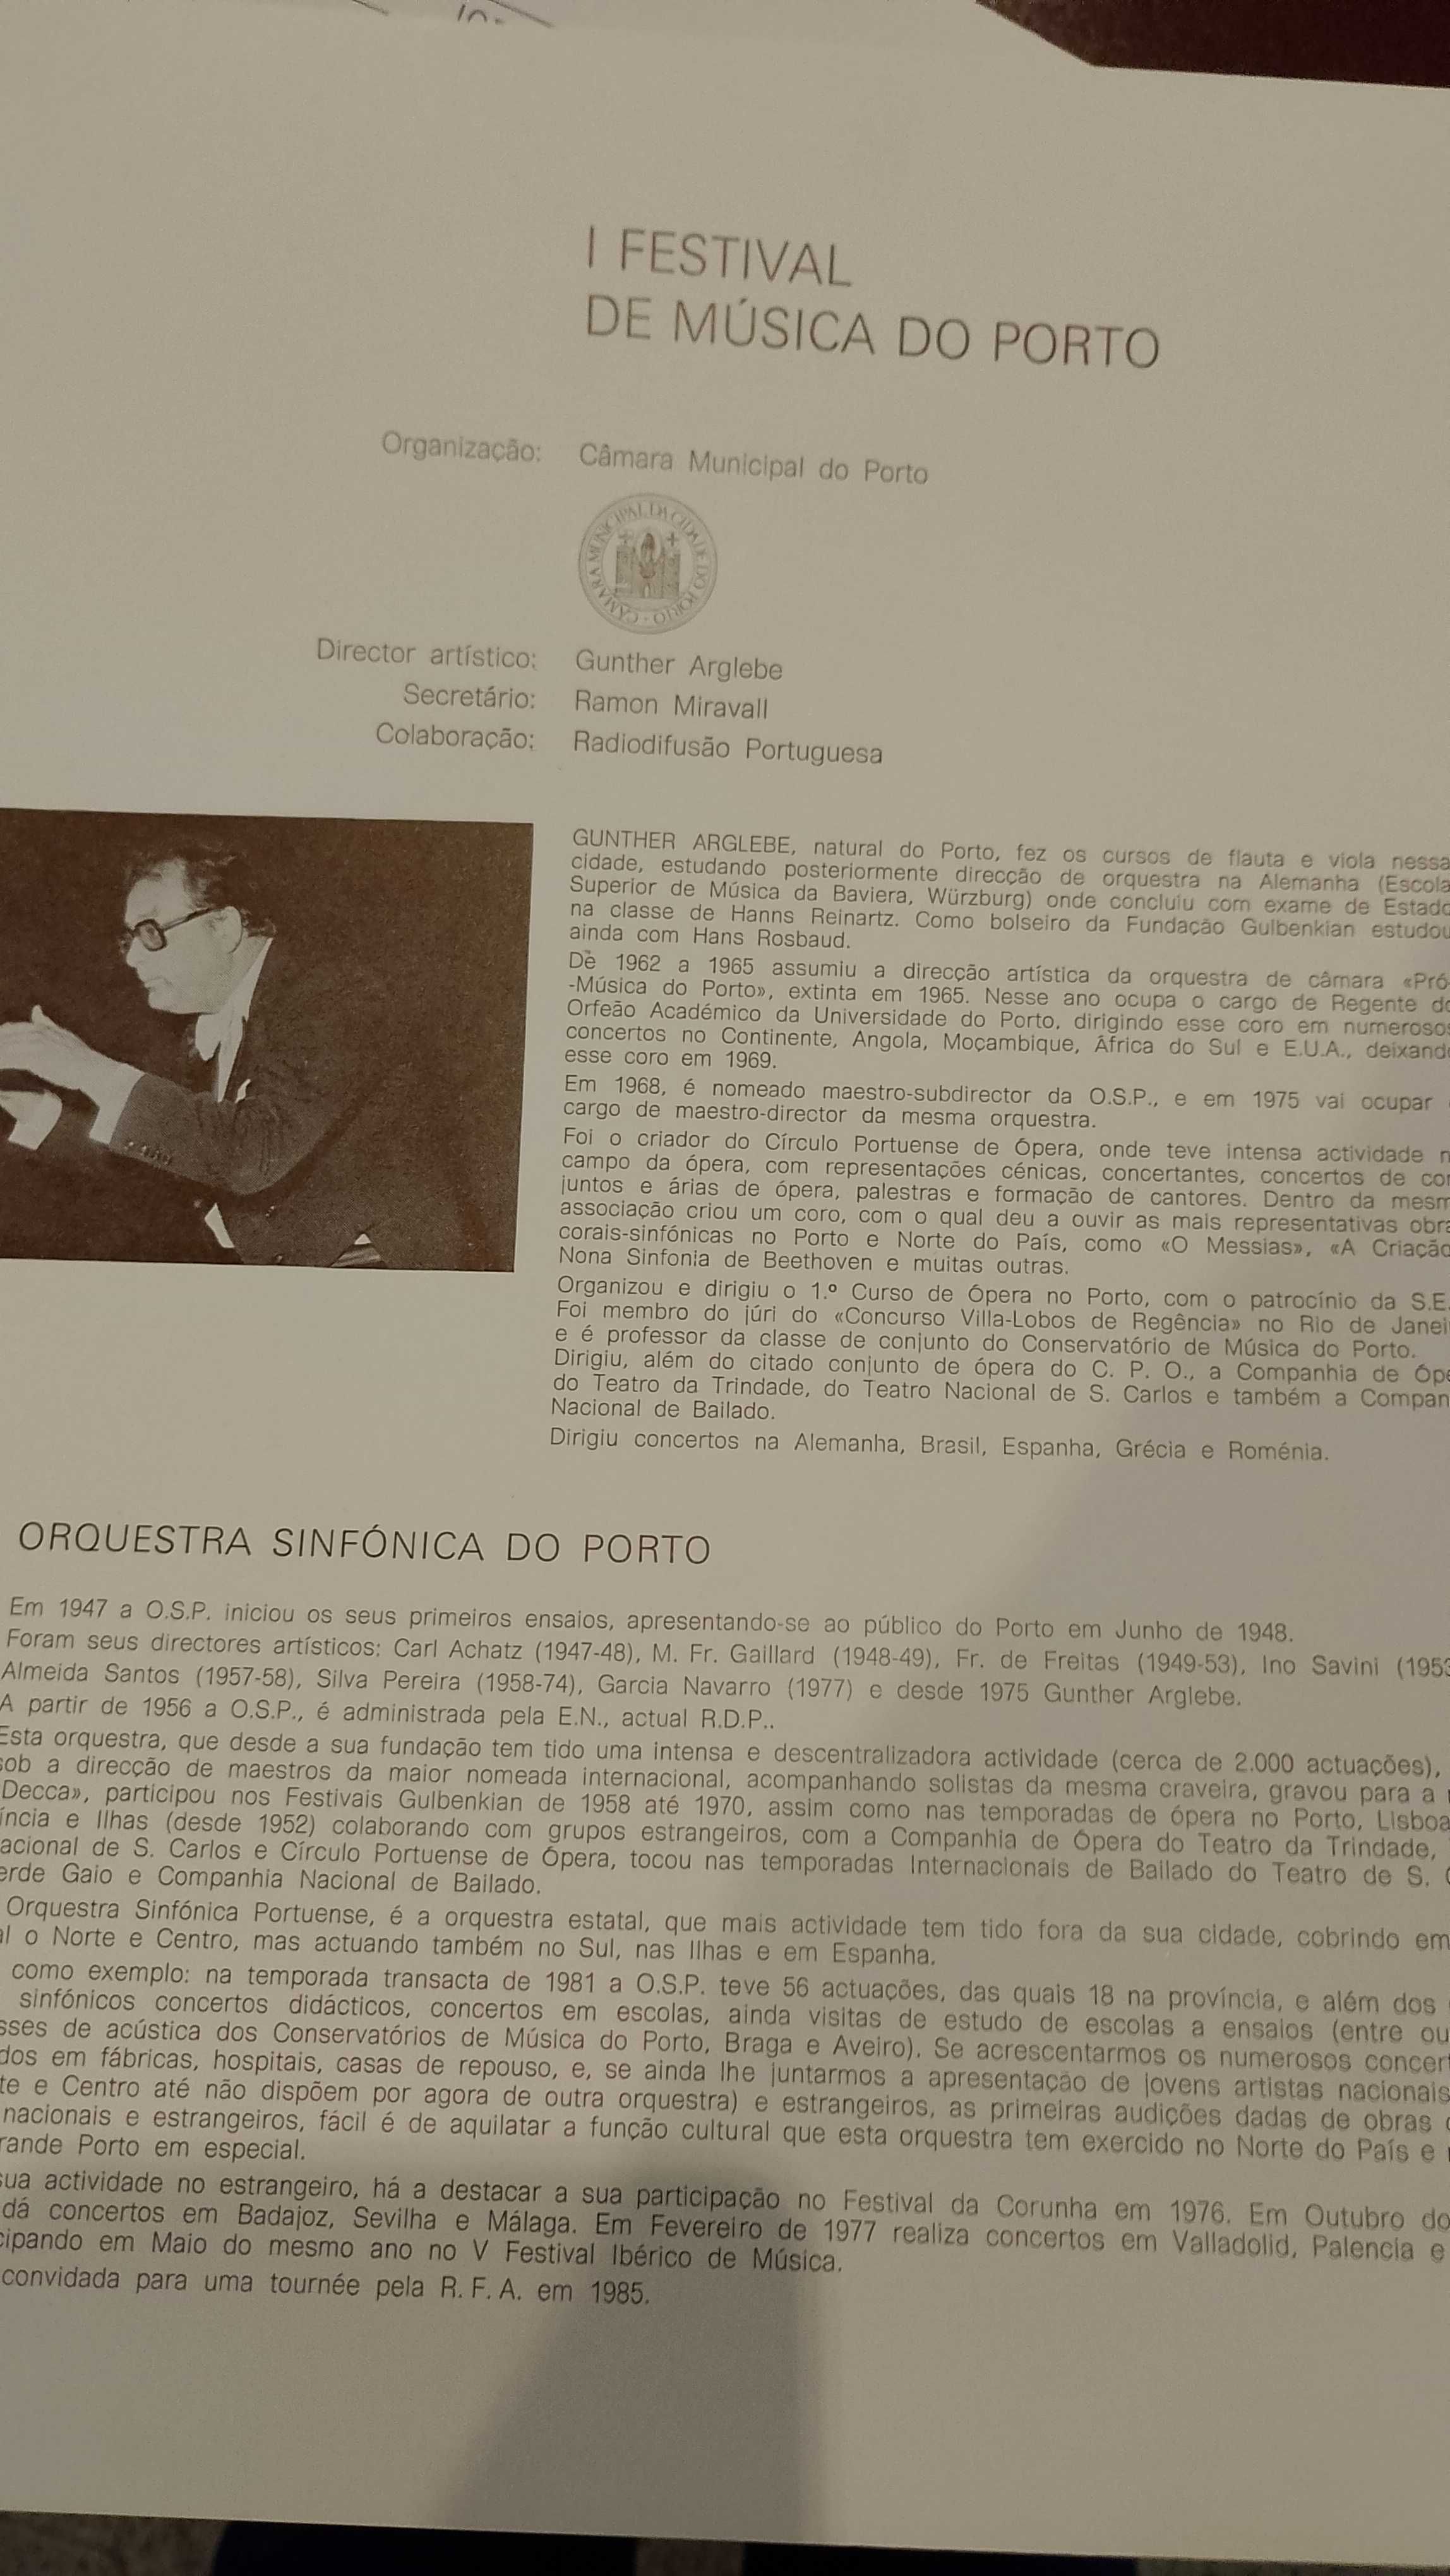 In.
I FESTIVAL
DE MÚSICA DO PORTO
Organização: Câmara Municipal do Porto
CÂMARA MUNICIPAL DA CIDADE DO PORTO
Director artístico: Gunther Arglebe
Secretário: Ramon Miravall
Colaboração: Radiodifusão Portuguesa
GUNTHER ARGLEBE, natural do Porto, fez os cursos de flauta e viola nessa
cidade, estudando posteriormente direcção de orquestra na Alemanha (Escola
Superior de Música da Baviera, Würzburg) onde concluiu com exame de Estado
na classe de Hanns Reinartz. Como bolseiro da Fundação Gulbenkian estudou
ainda com Hans Rosbaud.
De 1962 a 1965 assumiu a direcção artística da orquestra de câmara «Pró-
-Música do Porto», extinta em 1965. Nesse ano ocupa o cargo de Regente do
Orfeão Académico da Universidade do Porto, dirigindo esse coro em numerosos
concertos no Continente, Angola, Moçambique, África do Sul e E.U.A., deixando
esse coro em 1969.
Em 1968, é nomeado maestro-subdirector da O.S.P., e em 1975 vai ocupar
cargo de maestro-director da mesma orquestra.
Foi o criador do Círculo Portuense de Ópera, onde teve intensa actividade n
campo da ópera, com representações cénicas, concertantes, concertos de con
juntos e árias de ópera, palestras e formação de cantores. Dentro da mesm
associação criou um coro, com o qual deu a ouvir as mais representativas obra
corais-sinfónicas no Porto e Norte do País, como «O Messias», «A Criação
Nona Sinfonia de Beethoven e muitas outras.
Organizou e dirigiu o 1.º Curso de Ópera no Porto, com o patrocínio da S.E.
Foi membro do júri do «Concurso Villa-Lobos de Regência» no Rio de Janei
e é professor da classe de conjunto do Conservatório de Música do Porto.
Dirigiu, além do citado conjunto de ópera do C. P. O., a Companhia de Ópe
do Teatro da Trindade, do Teatro Nacional de S. Carlos e também a Compan
Nacional de Bailado.
Dirigiu concertos na Alemanha, Brasil, Espanha, Grécia e Roménia.
ORQUESTRA SINFÓNICA DO PORTO
Em 1947 a O.S.P. iniciou os seus primeiros ensaios, apresentando-se ao público do Porto em Junho de 1948.
Foram seus directores artísticos: Carl Achatz (1947-48), M. Fr. Gaillard (1948-49), Fr. de Freitas (1949-53), Ino Savini (1953
Almeida Santos (1957-58), Silva Pereira (1958-74), Garcia Navarro (1977) e desde 1975 Gunther Arglebe.
A partir de 1956 a O.S.P., é administrada pela E.N., actual R.D.P..
Esta orquestra, que desde a sua fundação tem tido uma intensa e descentralizadora actividade (cerca de 2.000 actuações),
sob a direcção de maestros da maior nomeada internacional, acompanhando solistas da mesma craveira, gravou para a
Decca», participou nos Festivais Gulbenkian de 1958 até 1970, assim como nas temporadas de ópera no Porto, Lisboa
íncia e Ilhas (desde 1952) colaborando com grupos estrangeiros, com a Companhia de Ópera do Teatro da Trindade,
acional de S. Carlos e Círculo Portuense de Ópera, tocou nas temporadas Internacionais de Bailado do Teatro de S.
erde Gaio e Companhia Nacional de Bailado.
Orquestra Sinfónica Portuense, é a orquestra estatal, que mais actividade tem tido fora da sua cidade, cobrindo em
al o Norte e Centro, mas actuando também no Sul, nas Ilhas e em Espanha.
como exemplo: na temporada transacta de 1981 a O.S.P. teve 56 actuações, das quais 18 na província, e além dos
sinfónicos concertos didácticos, concertos em escolas, ainda visitas de estudo de escolas a ensaios (entre ou
sses de acústica dos Conservatórios de Música do Porto, Braga e Aveiro). Se acrescentarmos os numerosos concert
dos em fábricas, hospitais, casas de repouso, e, se ainda lhe juntarmos a apresentação de jovens artistas nacionais
te e Centro até não dispõem por agora de outra orquestra) e estrangeiros, as primeiras audições dadas de obras
nacionais e estrangeiros, fácil é de aquilatar a função cultural que esta orquestra tem exercido no Norte do País e
rande Porto em especial.
sua actividade no estrangeiro, há a destacar a sua participação no Festival da Corunha em 1976. Em Outubro do
dá concertos em Badajoz, Sevilha e Málaga. Em Fevereiro de 1977 realiza concertos em Valladolid, Palencia e
cipando em Maio do mesmo ano no V Festival Ibérico de Música.
convidada para uma tournée pela R. F. A. em 1985.